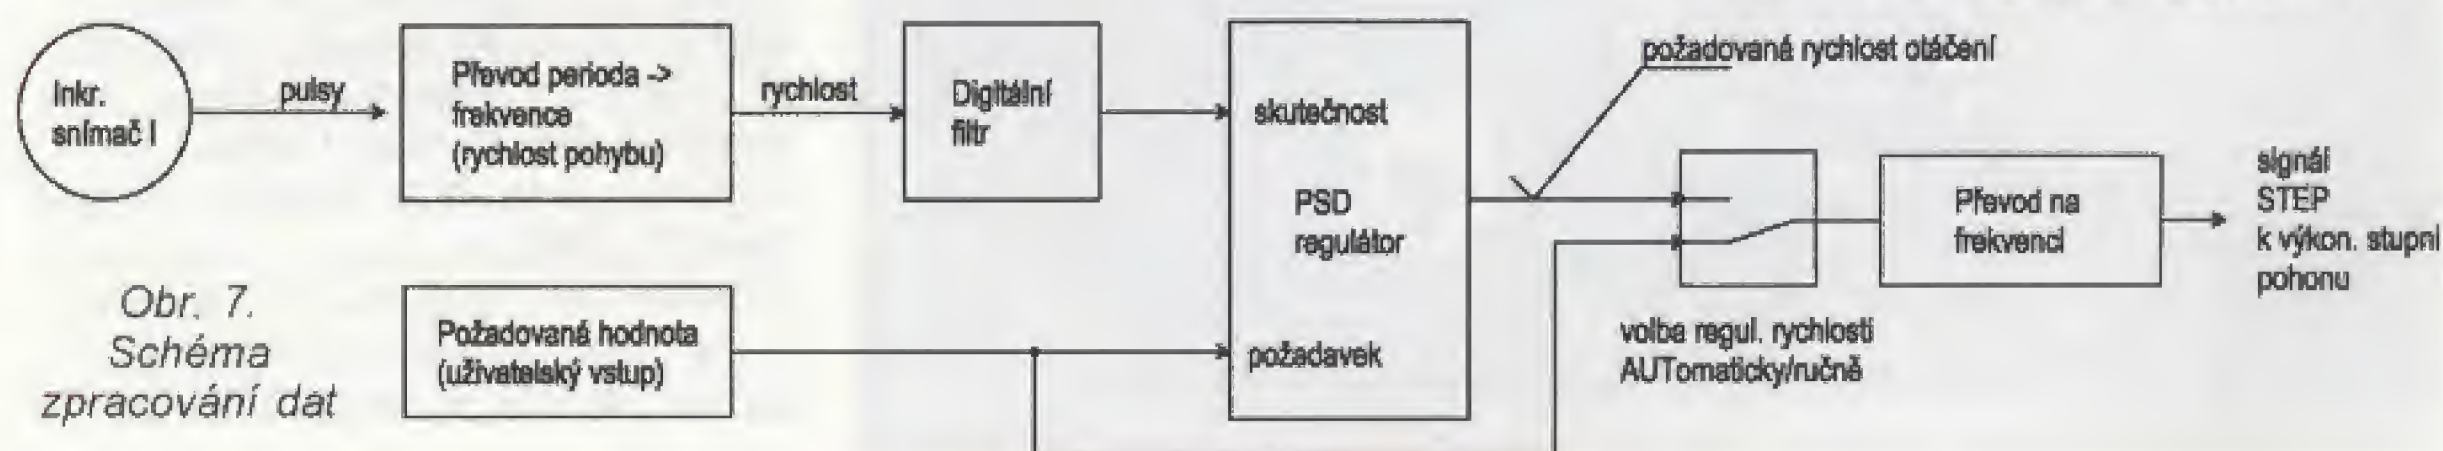 Inkr.
snímač I
pulsy
Převod perioda ->
frekvence
(rychlost pohybu)
rychlost
Digitální
filtr
skutečnost
PSD
regulátor
požadavek
požadovaná rychlost otáčení
Převod na
frekvenci
signál
STEP
k výkon. stupni
pohonu
volba regul. rychlosti
AUTomaticky/ručně
Požadovaná hodnota
(uživatelský vstup)
Obr. 7.
Schéma
zpracování dat